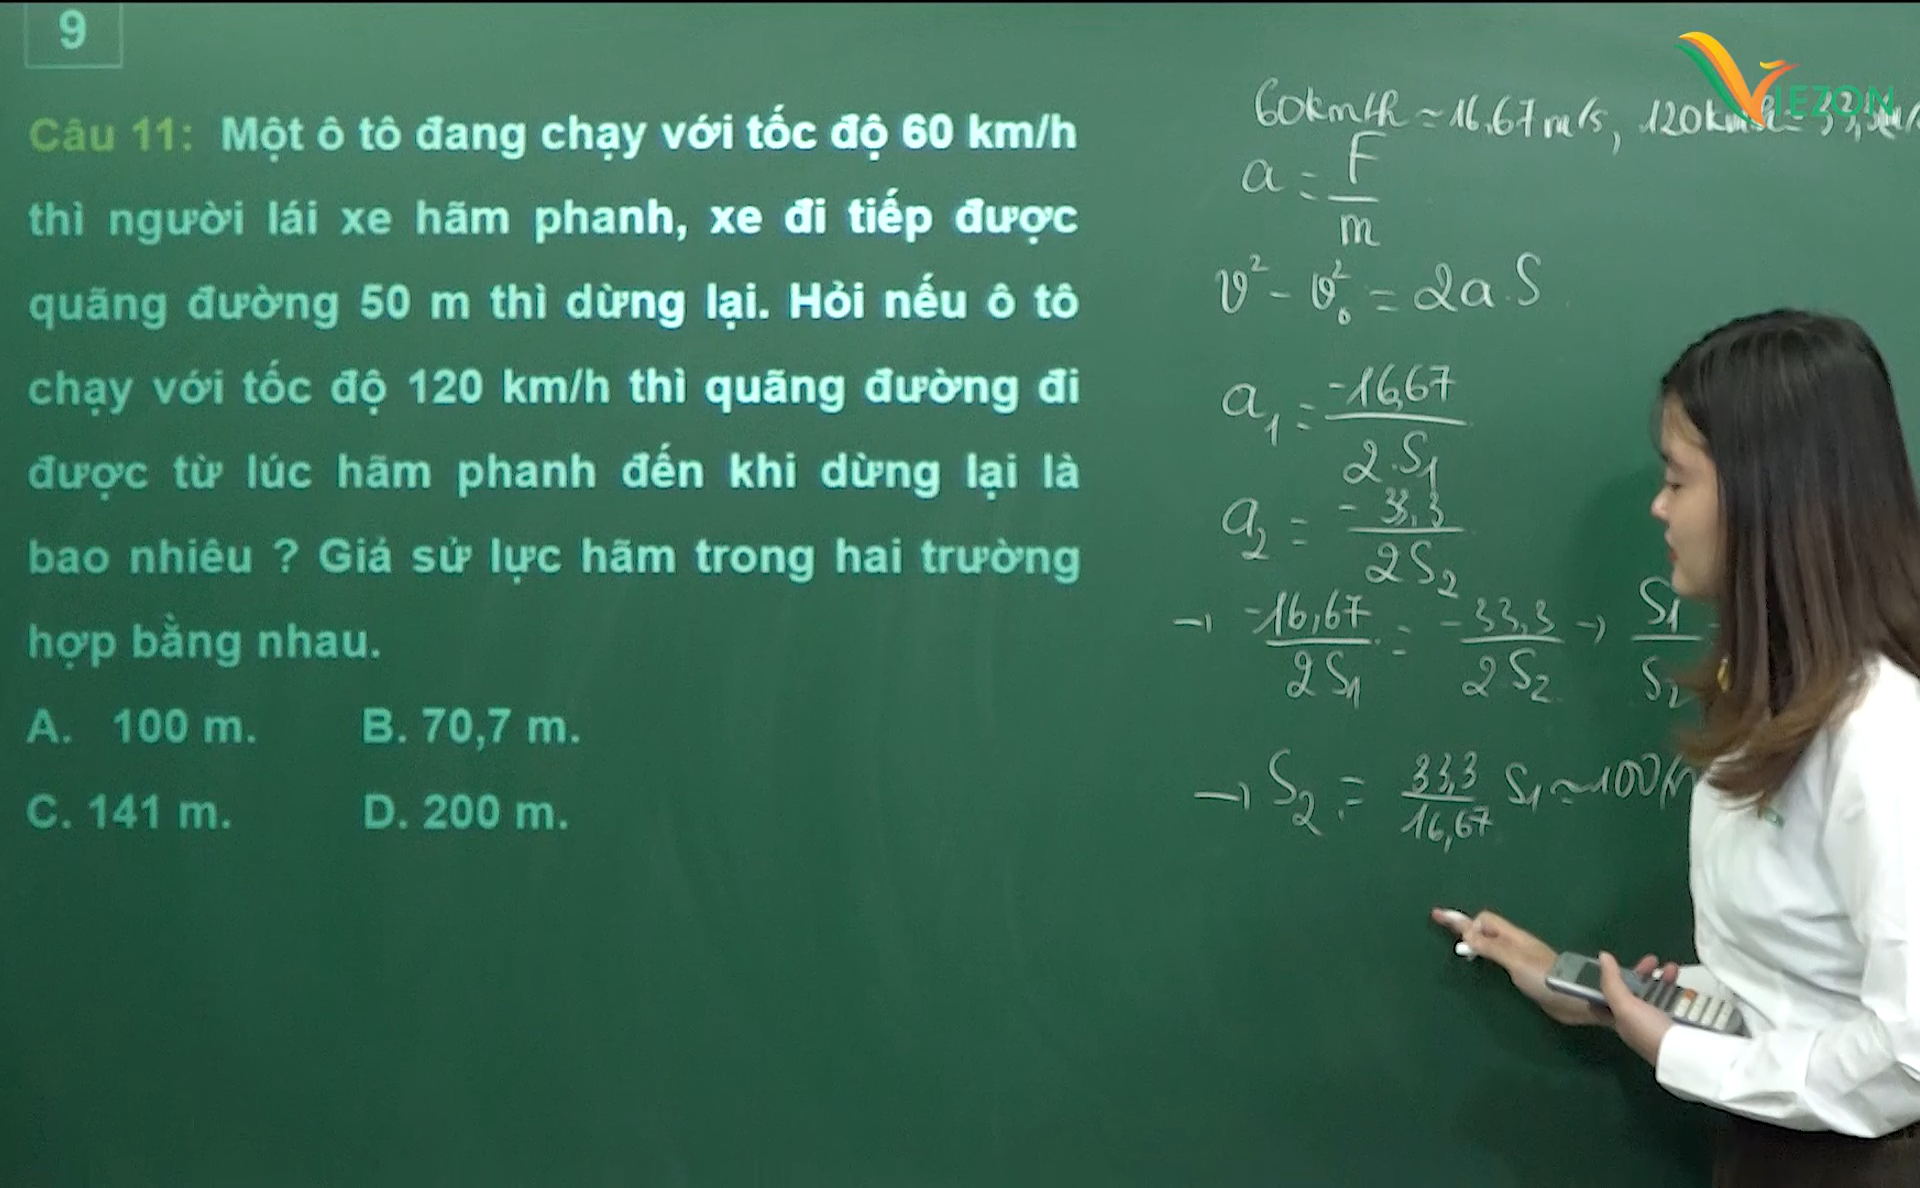 9
Câu 11: Một ô tô đang chạy với tốc độ 60 km/h
thì người lái xe hãm phanh, xe đi tiếp được
quãng đường 50 m thì dừng lại. Hỏi nếu ô tô
chạy với tốc độ 120 km/h thì quãng đường đi
được từ lúc hãm phanh đến khi dừng lại là
bao nhiêu ? Giả sử lực hãm trong hai trường
hợp bằng nhau.
A. 100 m. B. 70,7 m.
C. 141 m. D. 200 m.
VIEZON
60km/h ≈ 16,67 m/s, 120km/h
a = F/m
v² - v₀² = 2a.S
a₁ = -16,67/2.S₁
a₂ = -33,3/2S₂
→ -16,67/2S₁ = -33,3/2S₂ → S₁/S₂
→ S₂ = 33,3/16,67 S₁ ≈ 100